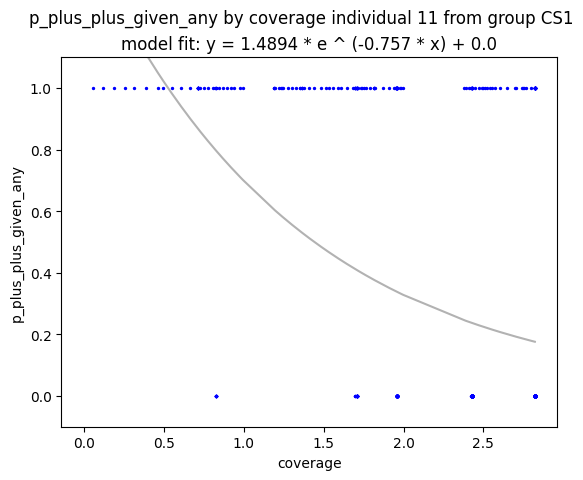 p_plus_plus_given_any by coverage individual 11 from group CS1
model fit: y = 1.4894 * e ^ (-0.757 * x) + 0.0
p_plus_plus_given_any
1.0
0.8
0.6
0.4
0.2
0.0
0.0 0.5 1.0 1.5 2.0 2.5
coverage